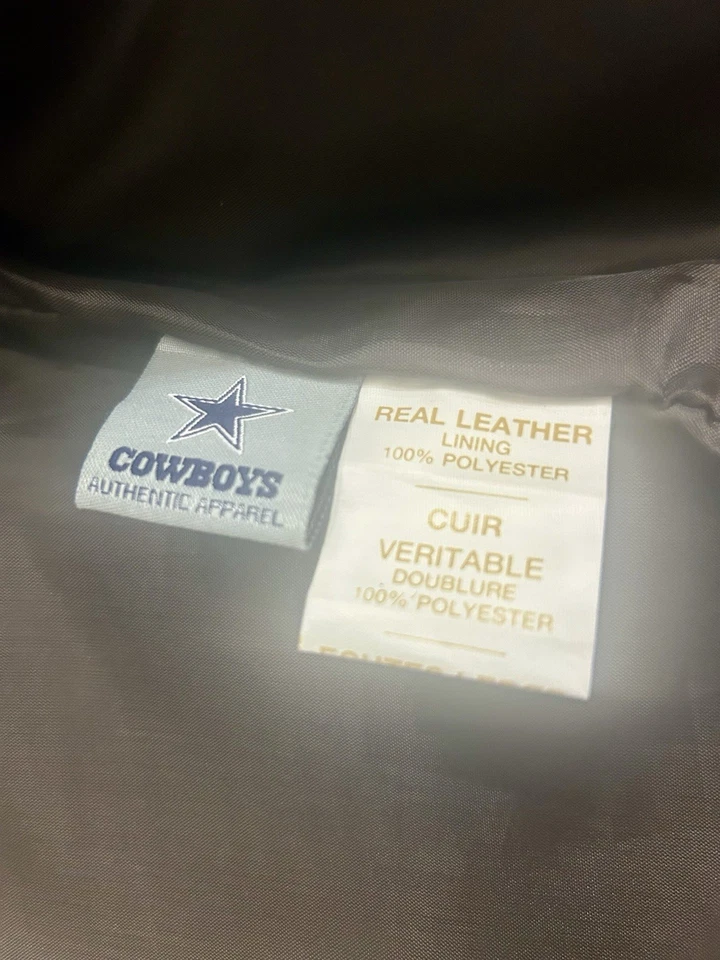 COWBOYS
AUTHENTIC APPAREL
REAL LEATHER
LINING
100% POLYESTER
CUIR
VERITABLE
DOUBLURE
100% POLYESTER